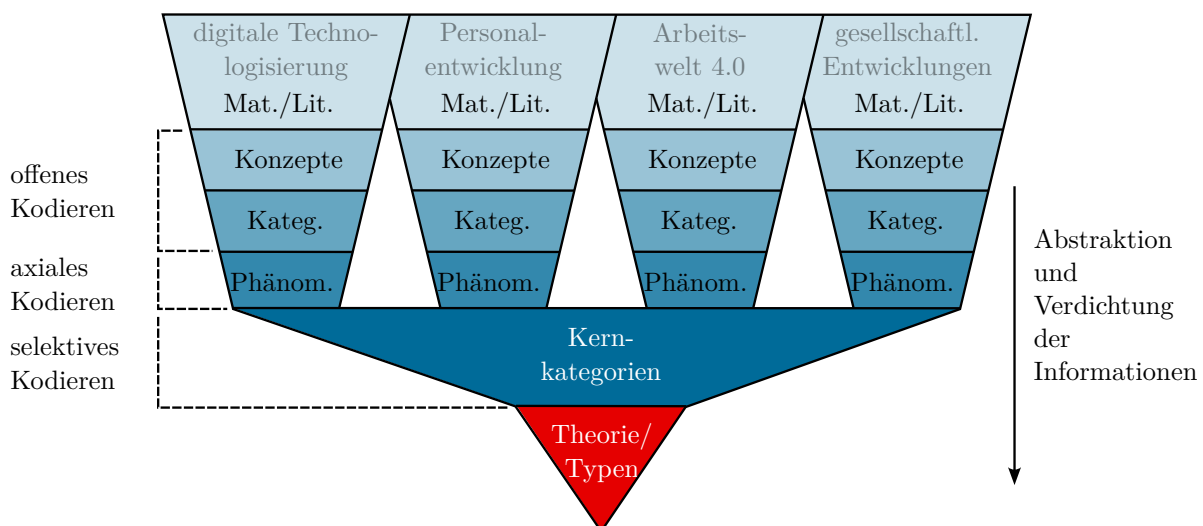 digitale Techno-
logisierung
Mat./Lit.
Personal-
entwicklung
Mat./Lit.
Arbeits-
welt 4.0
Mat./Lit.
gesellschaftl.
Entwicklungen
Mat./Lit.
Konzepte
Konzepte
Konzepte
Konzepte
Kateg.
Kateg.
Kateg.
Kateg.
Phänom.
Phänom.
Phänom.
Phänom.
offenes
Kodieren
axiales
Kodieren
selektives
Kodieren
Kern-
kategorien
Theorie/
Typen
Abstraktion
und
Verdichtung
der
Informationen